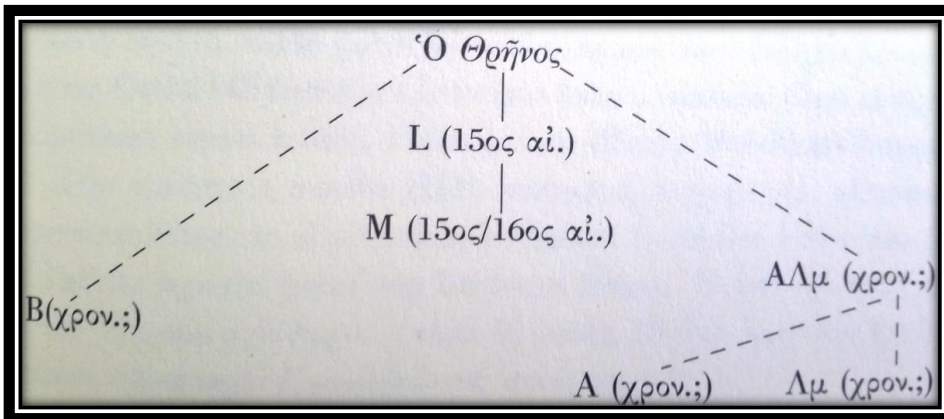 Ὁ Θρῆνος
L (15ος αἰ.)
M (15ος/16ος αἰ.)
ΑΛμ (χρον.;)
Β(χρον.;)
Α (χρον.;)
Λμ (χρον.;)